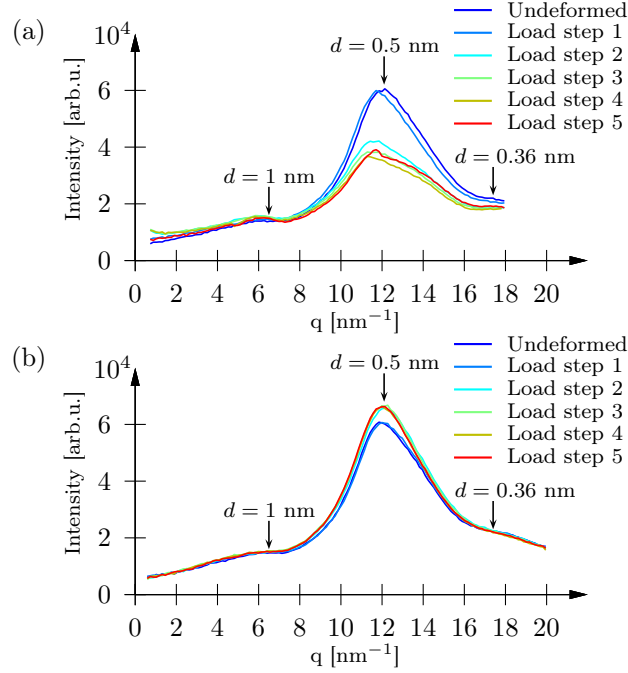 (a)
10⁴
Undeformed
Load step 1
Load step 2
Load step 3
Load step 4
Load step 5
d = 0.5 nm
d = 1 nm
d = 0.36 nm
Intensity [arb.u.]
8
6
4
2
0
0 2 4 6 8 10 12 14 16 18 20
q [nm⁻¹]
(b)
10⁴
Undeformed
Load step 1
Load step 2
Load step 3
Load step 4
Load step 5
d = 0.5 nm
d = 1 nm
d = 0.36 nm
Intensity [arb.u.]
8
6
4
2
0
0 2 4 6 8 10 12 14 16 18 20
q [nm⁻¹]